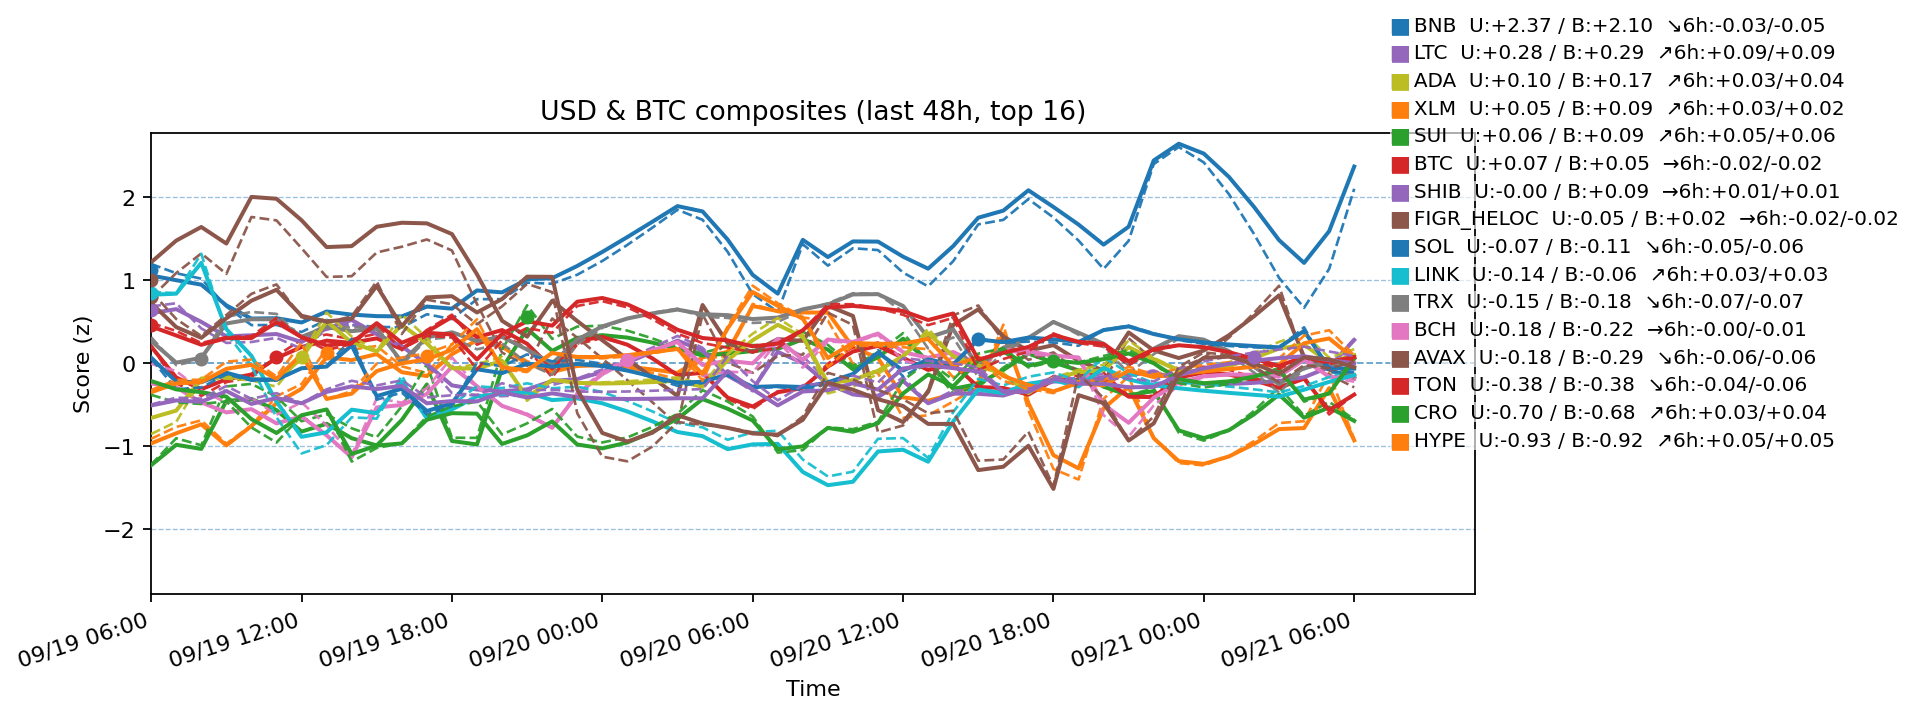 BNB  U:+2.37 / B:+2.10  ↘6h:-0.03/-0.05
LTC  U:+0.28 / B:+0.29  ↗6h:+0.09/+0.09
ADA  U:+0.10 / B:+0.17  ↗6h:+0.03/+0.04
XLM  U:+0.05 / B:+0.09  ↗6h:+0.03/+0.02
SUI  U:+0.06 / B:+0.09  ↗6h:+0.05/+0.06
BTC  U:+0.07 / B:+0.05  →6h:-0.02/-0.02
SHIB  U:-0.00 / B:+0.09  →6h:+0.01/+0.01
FIGR_HELOC  U:-0.05 / B:+0.02  →6h:-0.02/-0.02
SOL  U:-0.07 / B:-0.11  ↘6h:-0.05/-0.06
LINK  U:-0.14 / B:-0.06  ↗6h:+0.03/+0.03
TRX  U:-0.15 / B:-0.18  ↘6h:-0.07/-0.07
BCH  U:-0.18 / B:-0.22  →6h:-0.00/-0.01
AVAX  U:-0.18 / B:-0.29  ↘6h:-0.06/-0.06
TON  U:-0.38 / B:-0.38  ↘6h:-0.04/-0.06
CRO  U:-0.70 / B:-0.68  ↗6h:+0.03/+0.04
HYPE  U:-0.93 / B:-0.92  ↗6h:+0.05/+0.05
USD & BTC composites (last 48h, top 16)
Score (z)
2
1
0
−1
−2
09/19 06:00
09/19 12:00
09/19 18:00
09/20 00:00
09/20 06:00
09/20 12:00
09/20 18:00
09/21 00:00
09/21 06:00
Time